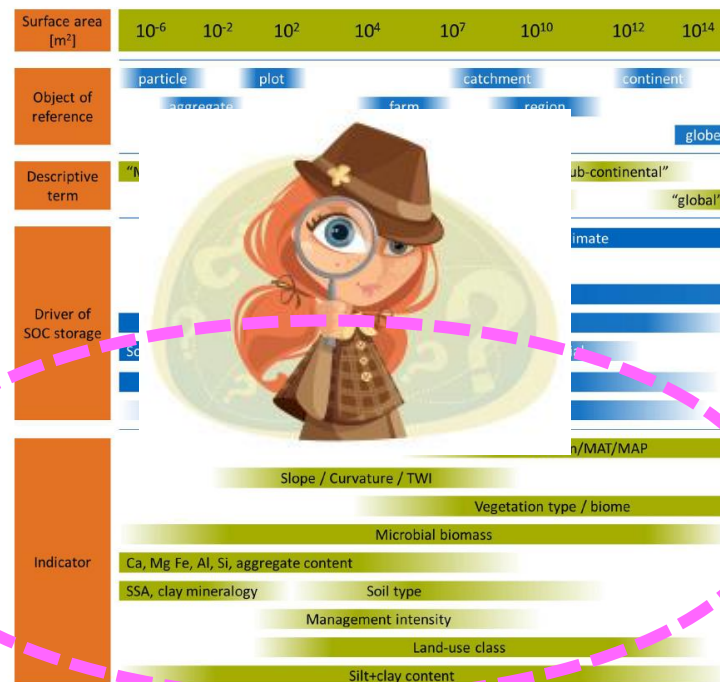 Surface area
[m²]
10⁻⁶ 10⁻² 10² 10⁴ 10⁷ 10¹⁰ 10¹² 10¹⁴
Object of
reference
particle plot catchment continent
aggregate farm region
globe
Descriptive
term
ub-continental”
“global”
Driver of
SOC storage
imate
Indicator
n/MAT/MAP
Slope / Curvature / TWI
Vegetation type / biome
Microbial biomass
Ca, Mg Fe, Al, Si, aggregate content
SSA, clay mineralogy Soil type
Management intensity
Land-use class
Silt+clay content